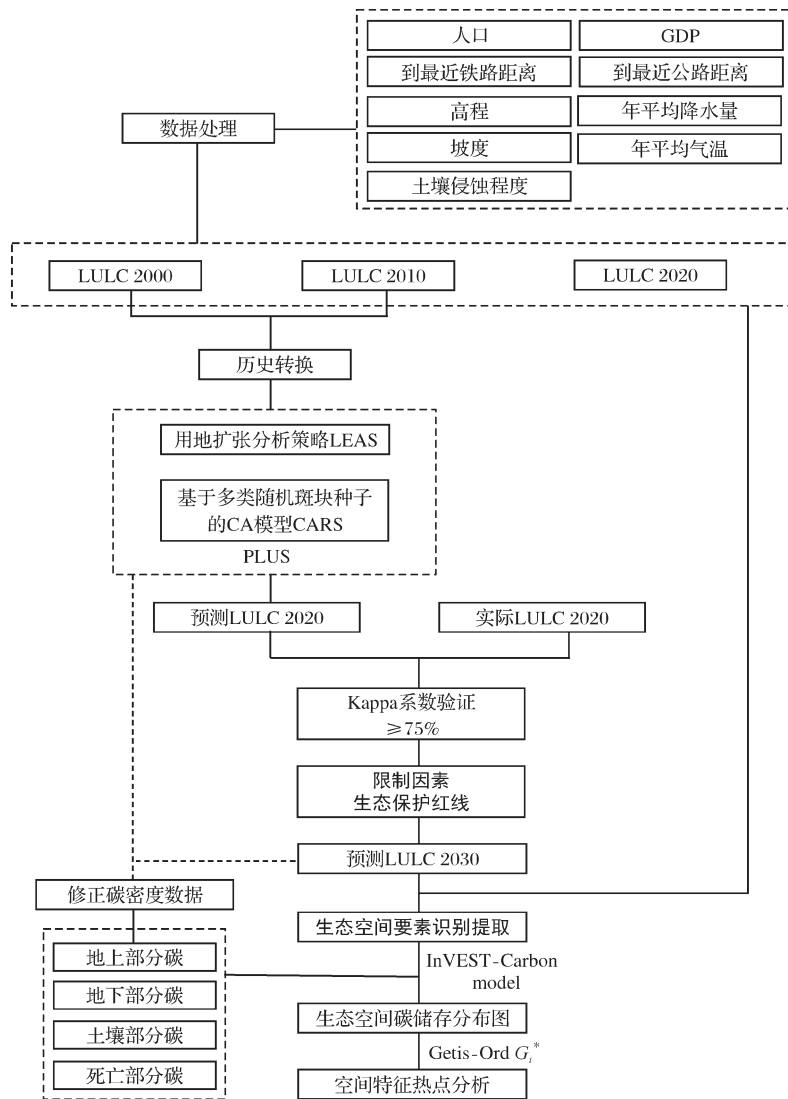 人口
GDP
到最近铁路距离
到最近公路距离
高程
年平均降水量
数据处理
坡度
年平均气温
土壤侵蚀程度
LULC 2000
LULC 2010
LULC 2020
历史转换
用地扩张分析策略LEAS
基于多类随机斑块种子
的CA模型CARS
PLUS
预测LULC 2020
实际LULC 2020
Kappa系数验证
≥75%
限制因素
生态保护红线
预测LULC 2030
修正碳密度数据
生态空间要素识别提取
地上部分碳
InVEST-Carbon
model
地下部分碳
生态空间碳储存分布图
土壤部分碳
Getis-Ord Gi*
死亡部分碳
空间特征热点分析